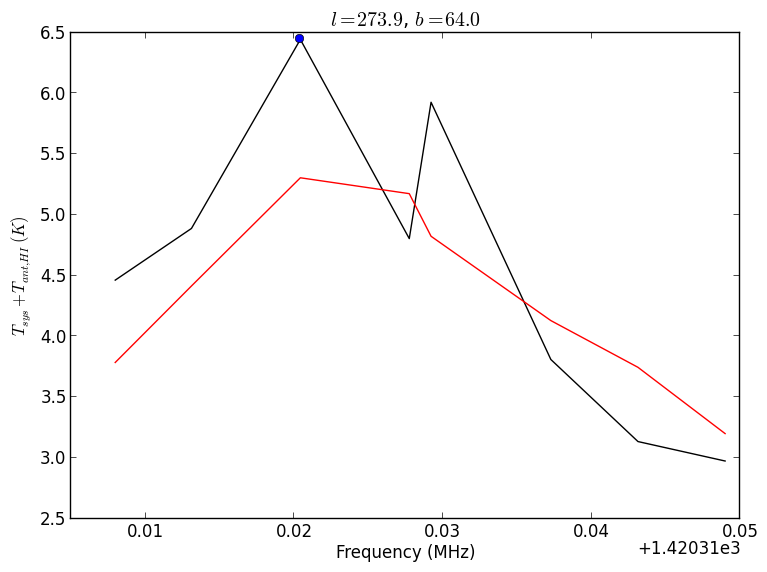 l = 273.9, b = 64.0
6.5
6.0
5.5
5.0
4.5
4.0
3.5
3.0
2.5
T_sys + T_ant,HI (K)
0.01 0.02 0.03 0.04 0.05
+1.42031e3
Frequency (MHz)